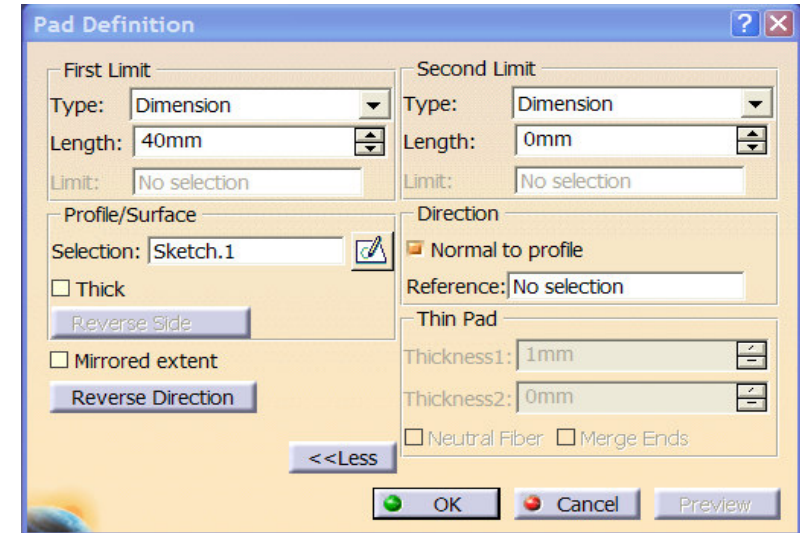 Pad Definition
First Limit
Type: Dimension
Length: 40mm
Limit: No selection
Second Limit
Type: Dimension
Length: 0mm
Limit: No selection
Profile/Surface
Selection: Sketch.1
Thick
Reverse Side
Mirrored extent
Reverse Direction
Direction
Normal to profile
Reference: No selection
Thin Pad
Thickness1: 1mm
Thickness2: 0mm
Neutral Fiber Merge Ends
<<Less
OK Cancel Preview